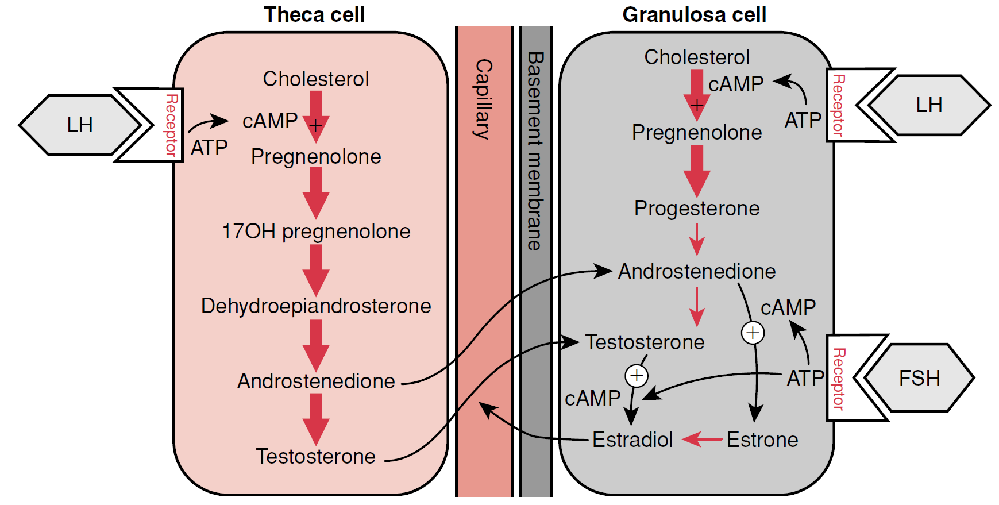 Theca cell
Granulosa cell
LH
Receptor
ATP
cAMP
Cholesterol
+
Pregnenolone
17OH pregnenolone
Dehydroepiandrosterone
Androstenedione
Testosterone
Capillary
Basement membrane
Cholesterol
cAMP
+
ATP
Receptor
LH
Pregnenolone
Progesterone
Androstenedione
cAMP
+
Testosterone
+
ATP
Receptor
FSH
cAMP
Estradiol
Estrone